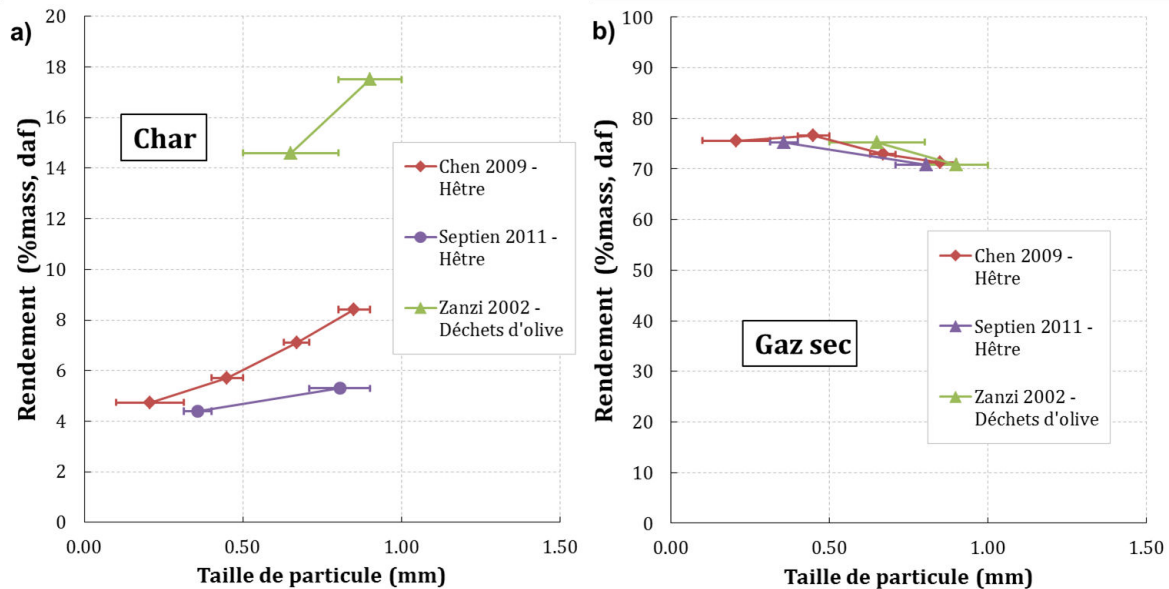 a)
Rendement (%mass, daf)
20
18
16
14
12
10
8
6
4
2
0
Char
Chen 2009 -
Hêtre
Septien 2011 -
Hêtre
Zanzi 2002 -
Déchets d'olive
0.00
0.50
1.00
1.50
Taille de particule (mm)
b)
Rendement (%mass, daf)
100
90
80
70
60
50
40
30
20
10
0
Gaz sec
Chen 2009 -
Hêtre
Septien 2011 -
Hêtre
Zanzi 2002 -
Déchets d'olive
0.00
0.50
1.00
1.50
Taille de particule (mm)